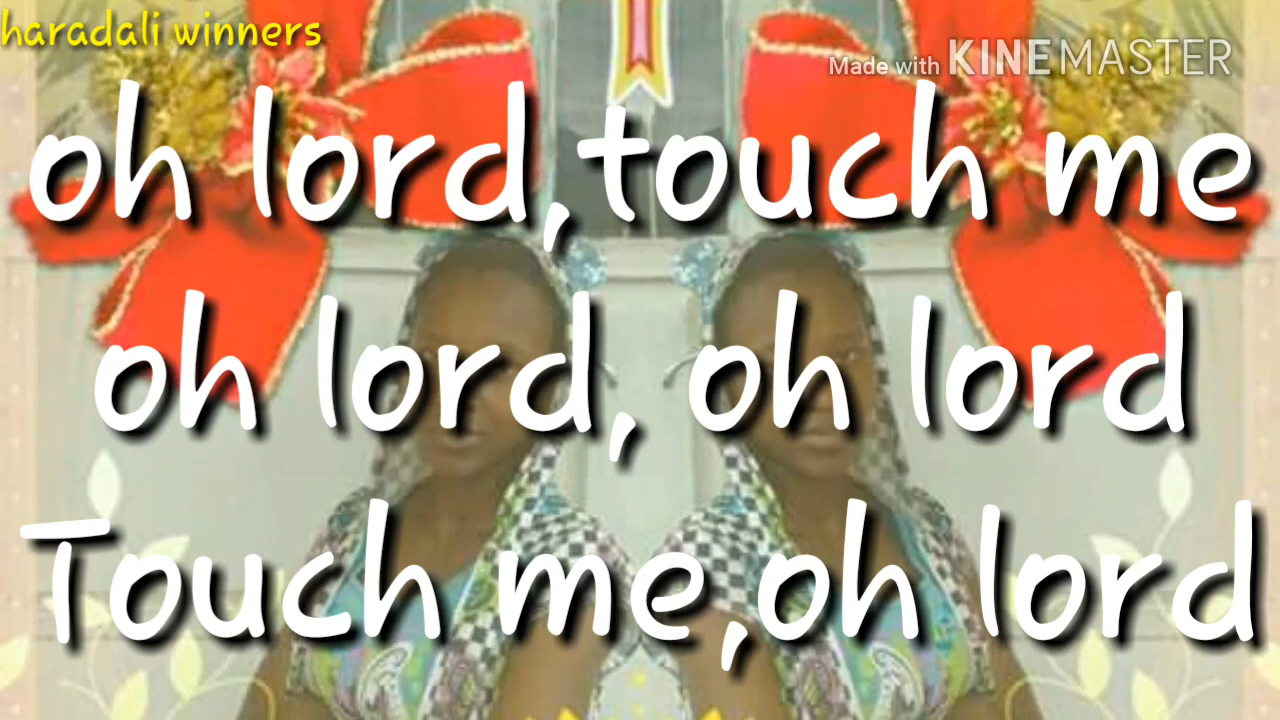 haradali winners
Made with KINEMASTER
oh lord,touch me
oh lord, oh lord
Touch me,oh lord